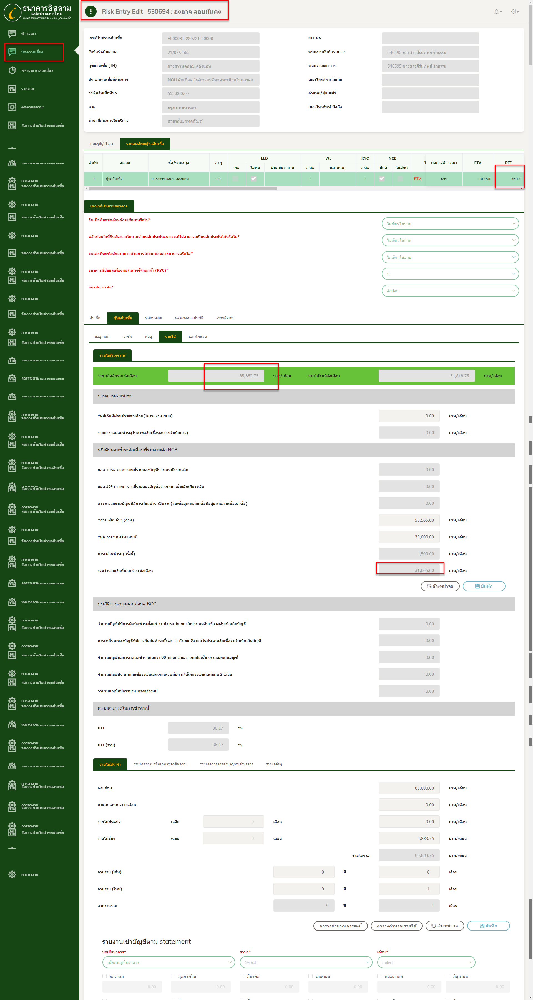 ธนาคารอิสลาม
แห่งประเทศไทย
ISLAMIC BANK OF THAILAND
Risk Entry Edit 530694 : องอาจ ลอยมั่นคง
พิจารณา
ปิดความเสี่ยง
พิจารณาความเสี่ยง
รายงาน
ติดตามสถานะ
จัดการย้ายใบคำขอสินเชื่อ
การลางาน
จัดการย้ายใบคำขอสินเชื่อ
การลางาน
จัดการย้ายใบคำขอสินเชื่อ
การลางาน
จัดการย้ายใบคำขอสินเชื่อ
การลางาน
จัดการย้ายใบคำขอสินเชื่อ
การลางาน
จัดการย้ายใบคำขอสินเชื่อ
การลางาน
จัดการย้ายใบคำขอสินเชื่อ
การลางาน
จัดการย้ายใบคำขอสินเชื่อ
การลางาน
จัดการย้ายใบคำขอสินเชื่อ
การลางาน
จัดการย้ายใบคำขอสินเชื่อ
การลางาน
จัดการย้ายใบคำขอสินเชื่อ
การลางาน
จัดการย้ายใบคำขอสินเชื่อ
การลางาน
จัดการย้ายใบคำขอสินเชื่อ
การลางาน
จัดการย้ายใบคำขอสินเชื่อ
การลางาน
จัดการย้ายใบคำขอสินเชื่อ
การลางาน
จัดการย้ายใบคำขอสินเชื่อ
การลางาน
จัดการย้ายใบคำขอสินเชื่อ
การลางาน
จัดการย้ายใบคำขอสินเชื่อ
การลางาน
จัดการย้ายใบคำขอสินเชื่อ
การลางาน
จัดการย้ายใบคำขอสินเชื่อ
การลางาน
จัดการย้ายใบคำขอสินเชื่อ
การลางาน
เลขที่ใบคำขอสินเชื่อ AP00081-220721-00008 CIF No.
วันที่สร้างใบคำขอ 21/07/2565 พนักงานบันทึกรายการ 540595 นางสาวศิรินทิพย์ รักธรรม
ผู้ขอสินเชื่อ (TH) นางสาวทดสอบ สองแอพ พนักงานธนาคาร 540595 นางสาวศิรินทิพย์ รักธรรม
ประเภทสินเชื่อที่ต้องการ MOU สินเชื่อสวัสดิการบริษัทจดทะเบียนในตลาดห เบอร์โทรศัพท์-มือถือ
วงเงินสินเชื่อที่ขอ 552,000.00 ตัวแทน/ผู้แนะนำ
ภาค กรุงเทพมหานคร เบอร์โทรศัพท์-มือถือ
สาขาที่ต้องการใช้บริการ สาขาสี่แยกทศกัณฑ์
บทสรุปผู้บริหาร รายละเอียดผู้ขอสินเชื่อ
ลำดับ สถานะ ชื่อ/นามสกุล อายุ LED WL KYC NCB ผลการพิจารณา FTV DTI
พบ ไม่พบ ปลดล้มละลาย ระดับ หมายเหตุ ระดับ ปกติ ไม่ปกติ
1 ผู้ขอสินเชื่อ นางสาวทดสอบ สองแอพ 44 1 1 FTV, ผ่าน 107.80 36.17
เกณฑ์นโยบายธนาคาร
สินเชื่อที่ขอขัดต่อหลักชะรีอะฮ์หรือไม่* ไม่ขัดนโยบาย
หลักประกันที่ยื่นขัดต่อนโยบายด้านหลักประกันธนาคารที่ไม่สามารถเป็นหลักประกันได้หรือไม่* ไม่ขัดนโยบาย
สินเชื่อที่ขอขัดต่อนโยบายด้านการให้สินเชื่อของธนาคารหรือไม่* ไม่ขัดนโยบาย
ธนาคารมีข้อมูลเพียงพอในการรู้จักลูกค้า (KYC)* มี
บัตรประชาชน* Active
สินเชื่อ ผู้ขอสินเชื่อ หลักประกัน ผลตรวจสอบประวัติ ความคิดเห็น
ข้อมูลหลัก อาชีพ ที่อยู่ รายได้ เอกสารแนบ
รายได้/วิเคราะห์
รายได้เฉลี่ยรวมต่อเดือน 85,883.75 บาท/เดือน รายได้สุทธิต่อเดือน 54,818.75 บาท/เดือน
ภาระการผ่อนชำระ
*หนี้เดิมที่ผ่อนชำระต่อเดือน(ไม่รายงาน NCB) 0.00 บาท/เดือน
รวมค่างวดผ่อนชำระ(ใบคำขอสินเชื่อระหว่างดำเนินการ) 0.00 บาท/เดือน
หนี้เดิมผ่อนชำระต่อเดือนที่รายงานต่อ NCB
ยอด 10% จากภาระหนี้รวมของบัญชีประเภทบัตรเครดิต 0.00
ยอด 10% จากภาระหนี้รวมของบัญชีประเภทสินเชื่อเบิกเกินวงเงิน 0.00
ค่างวดรวมของบัญชีที่มีการผ่อนชำระเป็นงวด(สินเชื่อบุคคล,สินเชื่อที่อยู่อาศัย,สินเชื่อเช่าซื้อ) 0.00
*ภาระผ่อนอื่นๆ (ถ้ามี) 56,565.00 บาท/เดือน
*หัก ภาระหนี้รีไฟแนนซ์ 30,000.00 บาท/เดือน
ภาระผ่อนชำระ (ครั้งนี้) 4,500.00 บาท/เดือน
รวมจำนวนเงินที่ผ่อนชำระต่อเดือน 31,065.00 บาท/เดือน
ล้างหน้าจอ บันทึก
ประวัติการตรวจสอบข้อมูล BCC
จำนวนบัญชีที่มีการผิดนัดชำระตั้งแต่ 31 ถึง 60 วัน ยกเว้นประเภทสินเชื่อวงเงินเบิกเกินบัญชี 0.00
ภาระหนี้รวมของบัญชีที่มีการผิดนัดชำระตั้งแต่ 31 ถึง 60 วัน ยกเว้นประเภทสินเชื่อวงเงินเบิกเกินบัญชี 0.00
จำนวนบัญชีที่มีการผิดนัดชำระเกินกว่า 90 วัน ยกเว้นประเภทสินเชื่อวงเงินเบิกเกินบัญชี 0.00
จำนวนบัญชีประเภทสินเชื่อวงเงินเบิกเกินบัญชีที่มีการใช้เกินวงเงินติดต่อกัน 3 เดือน 0.00
จำนวนบัญชีที่มีการปรับโครงสร้างหนี้ 0.00
ความสามารถในการชำระหนี้
DTI 36.17 %
DTI (รวม) 36.17 %
รายได้ประจำ รายได้จากวิชาชีพเฉพาะ/อาชีพอิสระ รายได้จากธุรกิจส่วนตัว/หุ้นส่วนธุรกิจ รายได้อื่นๆ
เงินเดือน 80,000.00 บาท/เดือน
ค่าตอบแทนประจำเดือน 0.00 บาท/เดือน
รายได้ผันแปร เฉลี่ย 0 เดือน 0.00 บาท/เดือน
รายได้อื่นๆ เฉลี่ย 0 เดือน 5,883.75 บาท/เดือน
รายได้รวม 85,883.75 บาท/เดือน
อายุงาน (เดิม) 0 ปี 0 เดือน
อายุงาน (ใหม่) 9 ปี 1 เดือน
อายุงานรวม 9 ปี 1 เดือน
ตารางคำนวณภาระหนี้ ตารางคำนวณรายได้ ล้างหน้าจอ บันทึก
รายงานเข้าบัญชีตาม statement
บัญชีธนาคาร* สาขา* เดือน*
เลือกบัญชีธนาคาร Select Select
มกราคม กุมภาพันธ์ มีนาคม เมษายน พฤษภาคม มิถุนายน
0.00 0.00 0.00 0.00 0.00 0.00